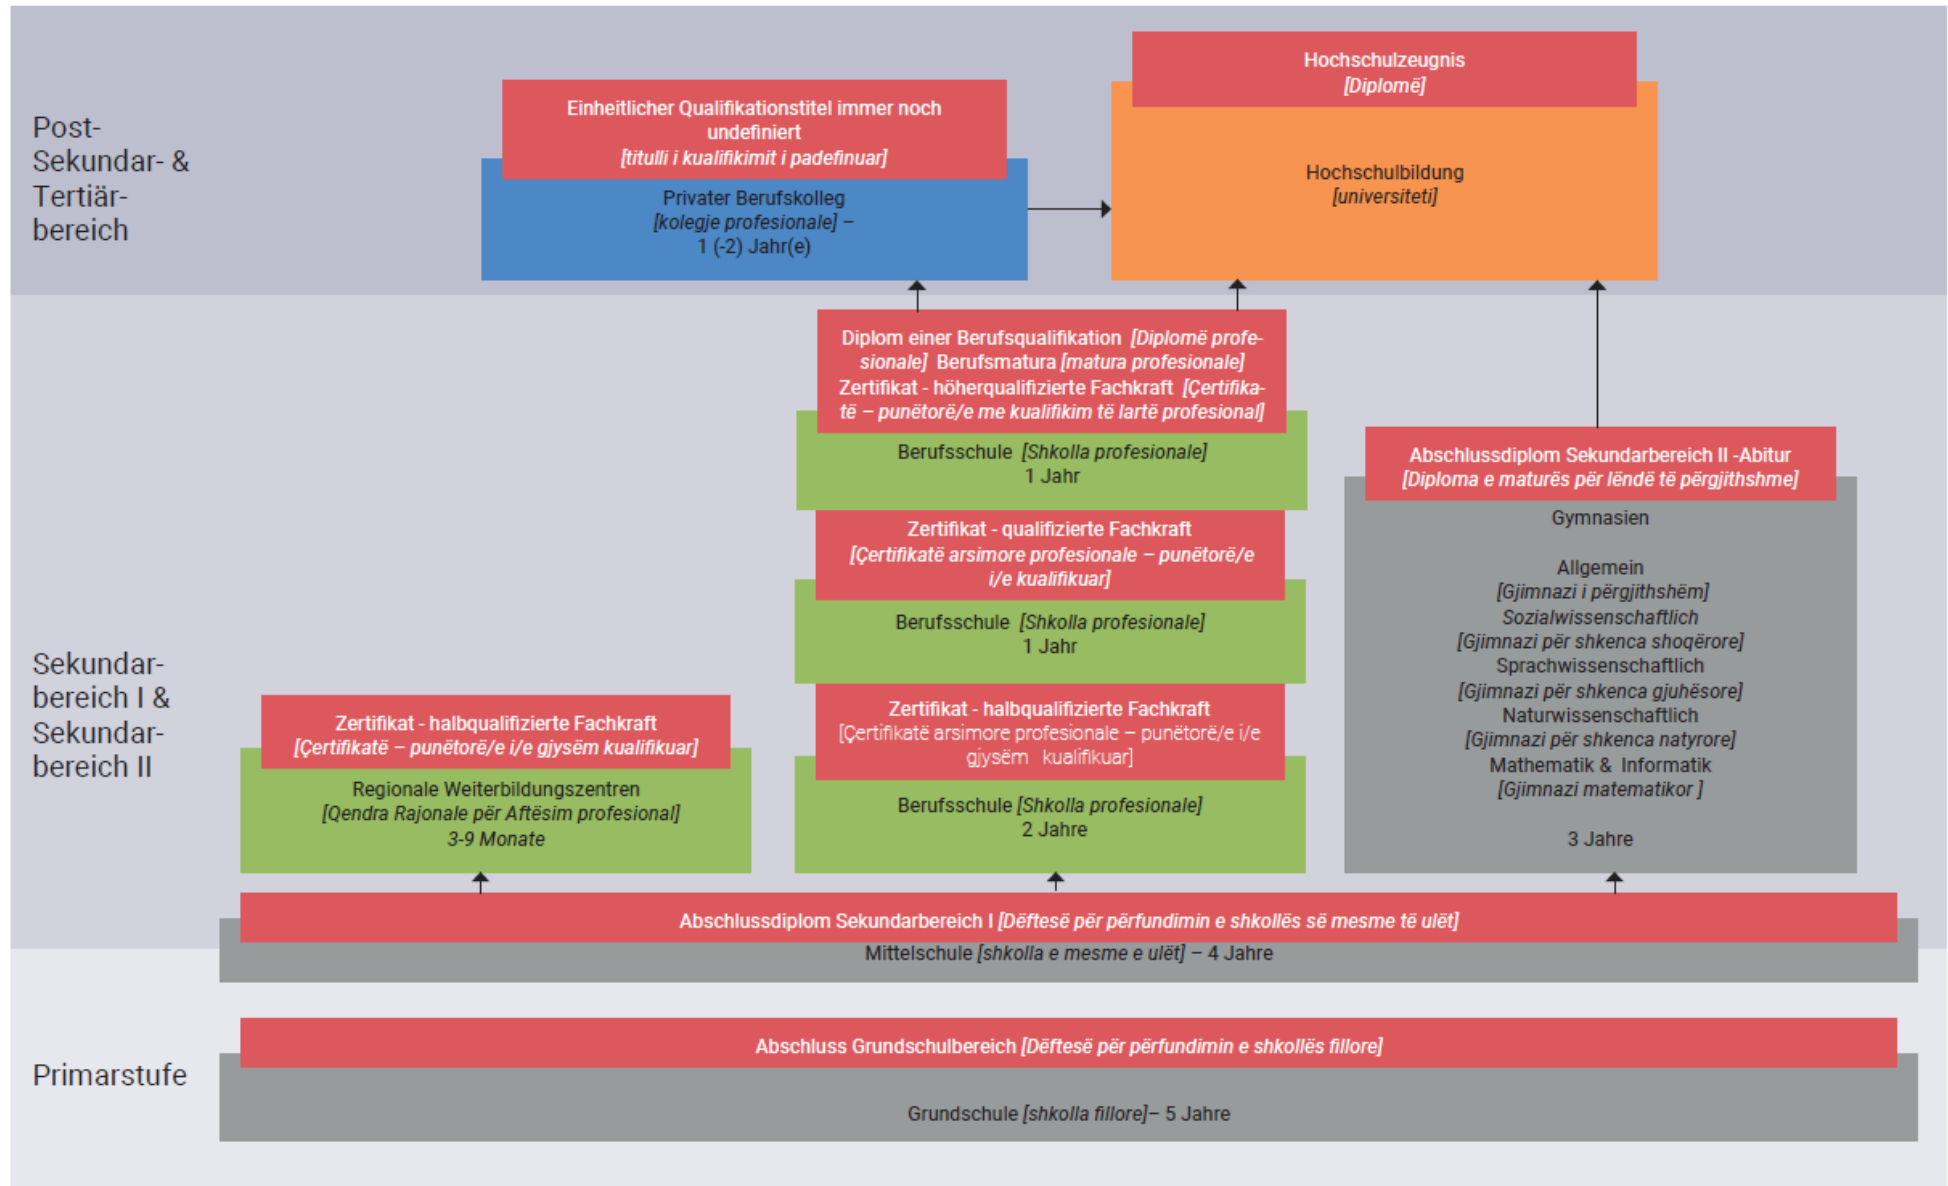 Post-
Sekundar- &
Tertiär-
bereich
Einheitlicher Qualifikationstitel immer noch
undefiniert
[titulli i kualifikimit i padefinuar]
Privater Berufskolleg
[kolegje profesionale] –
1 (-2) Jahr(e)
Hochschulzeugnis
[Diplomë]
Hochschulbildung
[universiteti]
Sekundar-
bereich I &
Sekundar-
bereich II
Zertifikat - halbqualifizierte Fachkraft
[Çertifikatë – punëtorë/e i/e gjysëm kualifikuar]
Regionale Weiterbildungszentren
[Qendra Rajonale për Aftësim profesional]
3-9 Monate
Diplom einer Berufsqualifikation [Diplomë profe-
sionale] Berufsmatura [matura profesionale]
Zertifikat - höherqualifizierte Fachkraft [Çertifika-
të – punëtorë/e me kualifikim të lartë profesional]
Berufsschule [Shkolla profesionale]
1 Jahr
Zertifikat - qualifizierte Fachkraft
[Çertifikatë arsimore profesionale – punëtorë/e
i/e kualifikuar]
Berufsschule [Shkolla profesionale]
1 Jahr
Zertifikat - halbqualifizierte Fachkraft
[Çertifikatë arsimore profesionale – punëtorë/e i/e
gjysëm kualifikuar]
Berufsschule [Shkolla profesionale]
2 Jahre
Abschlussdiplom Sekundarbereich II -Abitur
[Diploma e maturës për lëndë të përgjithshme]
Gymnasien
Allgemein
[Gjimnazi i përgjithshëm]
Sozialwissenschaftlich
[Gjimnazi për shkenca shoqërore]
Sprachwissenschaftlich
[Gjimnazi për shkenca gjuhësore]
Naturwissenschaftlich
[Gjimnazi për shkenca natyrore]
Mathematik & Informatik
[Gjimnazi matematikor ]
3 Jahre
Abschlussdiplom Sekundarbereich I [Dëftesë për përfundimin e shkollës së mesme të ulët]
Mittelschule [shkolla e mesme e ulët] – 4 Jahre
Primarstufe
Abschluss Grundschulbereich [Dëftesë për përfundimin e shkollës fillore]
Grundschule [shkolla fillore]– 5 Jahre